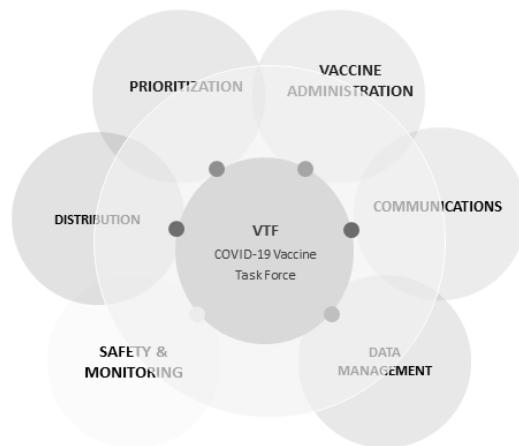 PRIORITIZATION
VACCINE
ADMINISTRATION
DISTRIBUTION
COMMUNICATIONS
VTF
COVID-19 Vaccine
Task Force
SAFETY &
MONITORING
DATA
MANAGEMENT